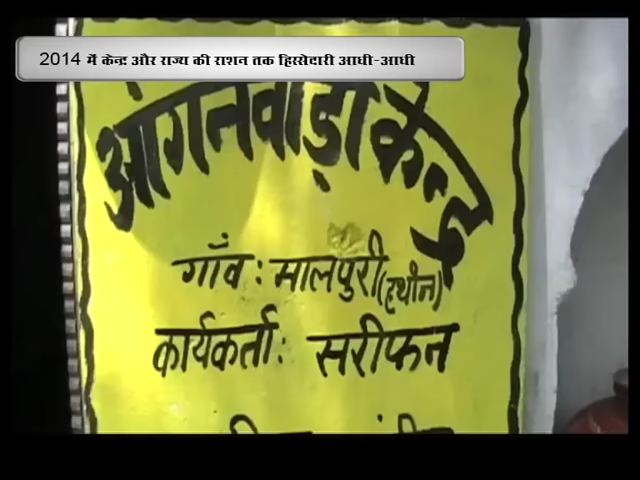 2014 में केन्द्र और राज्य की राशन तक हिस्सेदारी आधी-आधी
आंगनवाड़ी केन्द्र
गाँव : मालपुरी (हथीन)
कार्यकर्ता : सरीफन